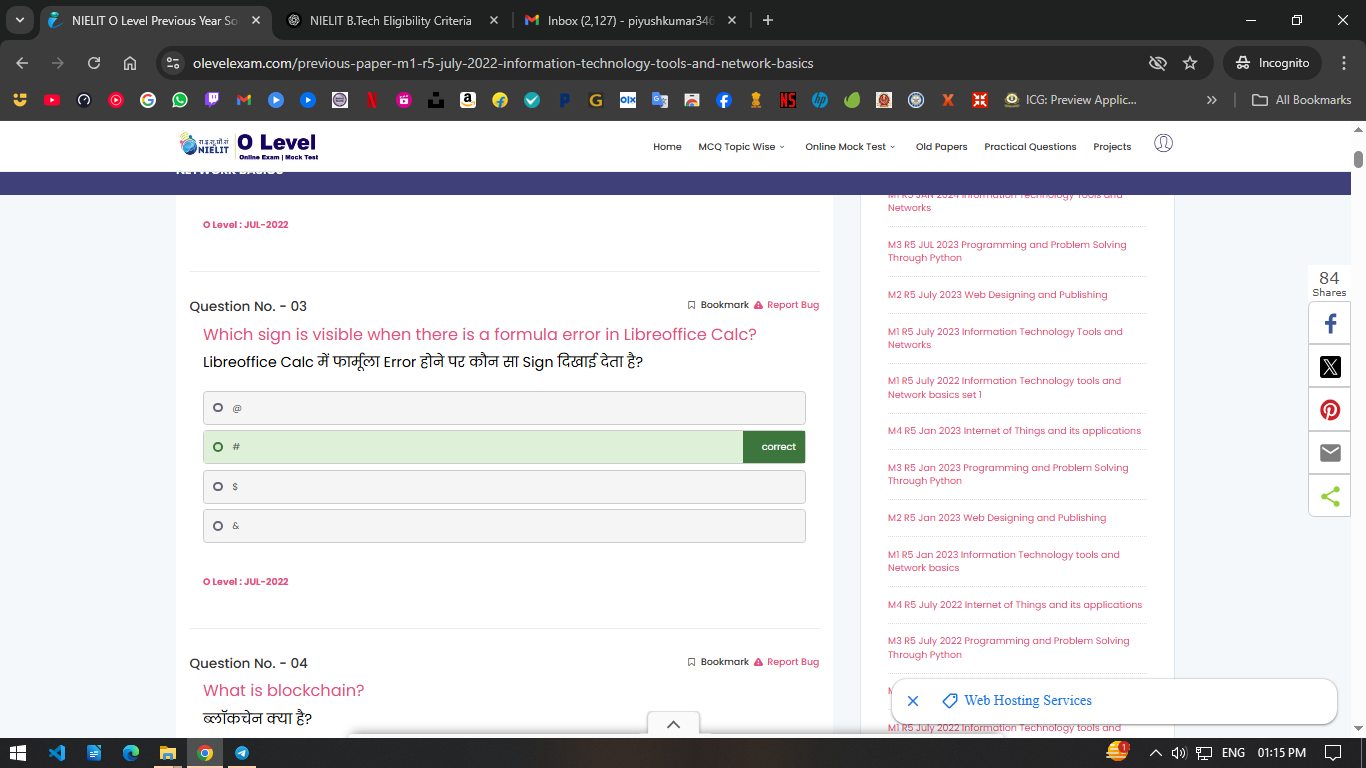 NIELIT O Level Previous Year So
NIELIT B.Tech Eligibility Criteria
Inbox (2,127) - piyushkumar346
olevelexam.com/previous-paper-m1-r5-july-2022-information-technology-tools-and-network-basics
Incognito
ICG: Preview Applic...
All Bookmarks
NIELIT
O Level
Online Exam | Mock Test
Home
MCQ Topic Wise
Online Mock Test
Old Papers
Practical Questions
Projects
NETWORK BASICS
O Level : JUL-2022
Question No. - 03
Bookmark
Report Bug
Which sign is visible when there is a formula error in Libreoffice Calc?
Libreoffice Calc में फार्मूला Error होने पर कौन सा Sign दिखाई देता है?
@
#
correct
$
&
O Level : JUL-2022
Question No. - 04
Bookmark
Report Bug
What is blockchain?
ब्लॉकचेन क्या है?
M1 R5 JAN 2024 Information Technology Tools and
Networks
M3 R5 JUL 2023 Programming and Problem Solving
Through Python
M2 R5 July 2023 Web Designing and Publishing
M1 R5 July 2023 Information Technology Tools and
Networks
M1 R5 July 2022 Information Technology tools and
Network basics set 1
M4 R5 Jan 2023 Internet of Things and its applications
M3 R5 Jan 2023 Programming and Problem Solving
Through Python
M2 R5 Jan 2023 Web Designing and Publishing
M1 R5 Jan 2023 Information Technology tools and
Network basics
M4 R5 July 2022 Internet of Things and its applications
M3 R5 July 2022 Programming and Problem Solving
Through Python
M1 R5 July 2022 Information Technology tools and
84
Shares
Web Hosting Services
ENG
01:15 PM